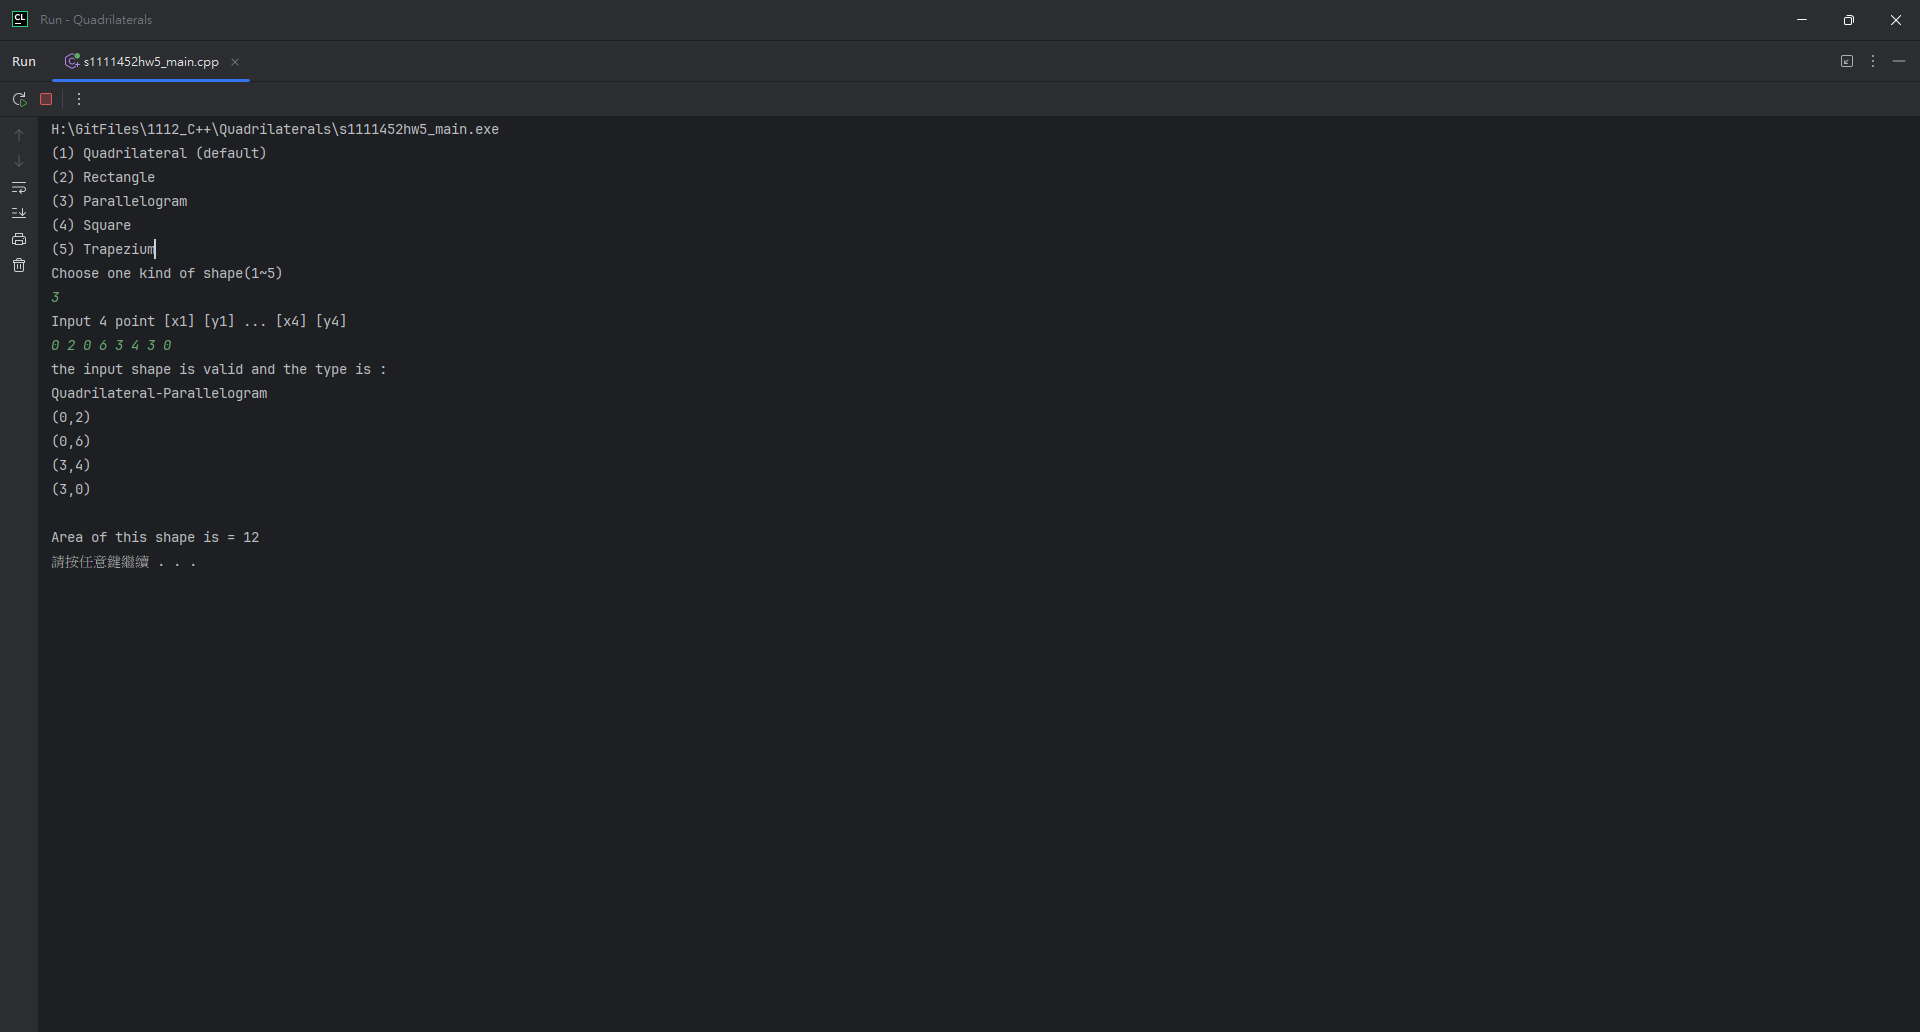 CL
Run - Quadrilaterals
Run
s1111452hw5_main.cpp
H:\GitFiles\1112_C++\Quadrilaterals\s1111452hw5_main.exe
(1) Quadrilateral (default)
(2) Rectangle
(3) Parallelogram
(4) Square
(5) Trapezium
Choose one kind of shape(1~5)
3
Input 4 point [x1] [y1] ... [x4] [y4]
0 2 0 6 3 4 3 0
the input shape is valid and the type is :
Quadrilateral-Parallelogram
(0,2)
(0,6)
(3,4)
(3,0)
Area of this shape is = 12
請按任意鍵繼續 . . .